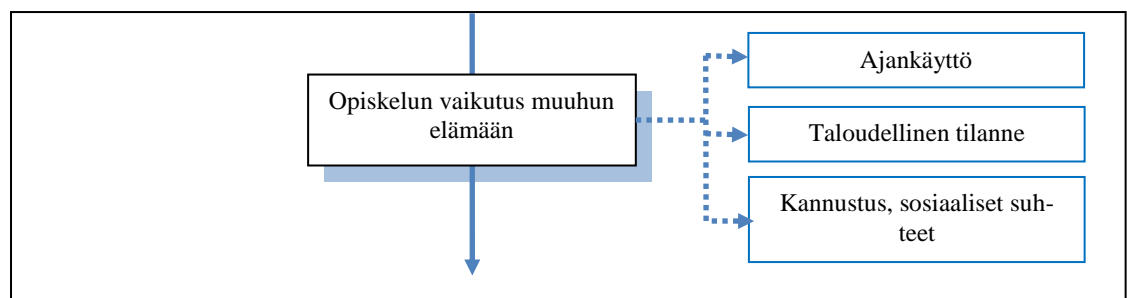 Opiskelun vaikutus muuhun
elämään
Ajankäyttö
Taloudellinen tilanne
Kannustus, sosiaaliset suh-
teet